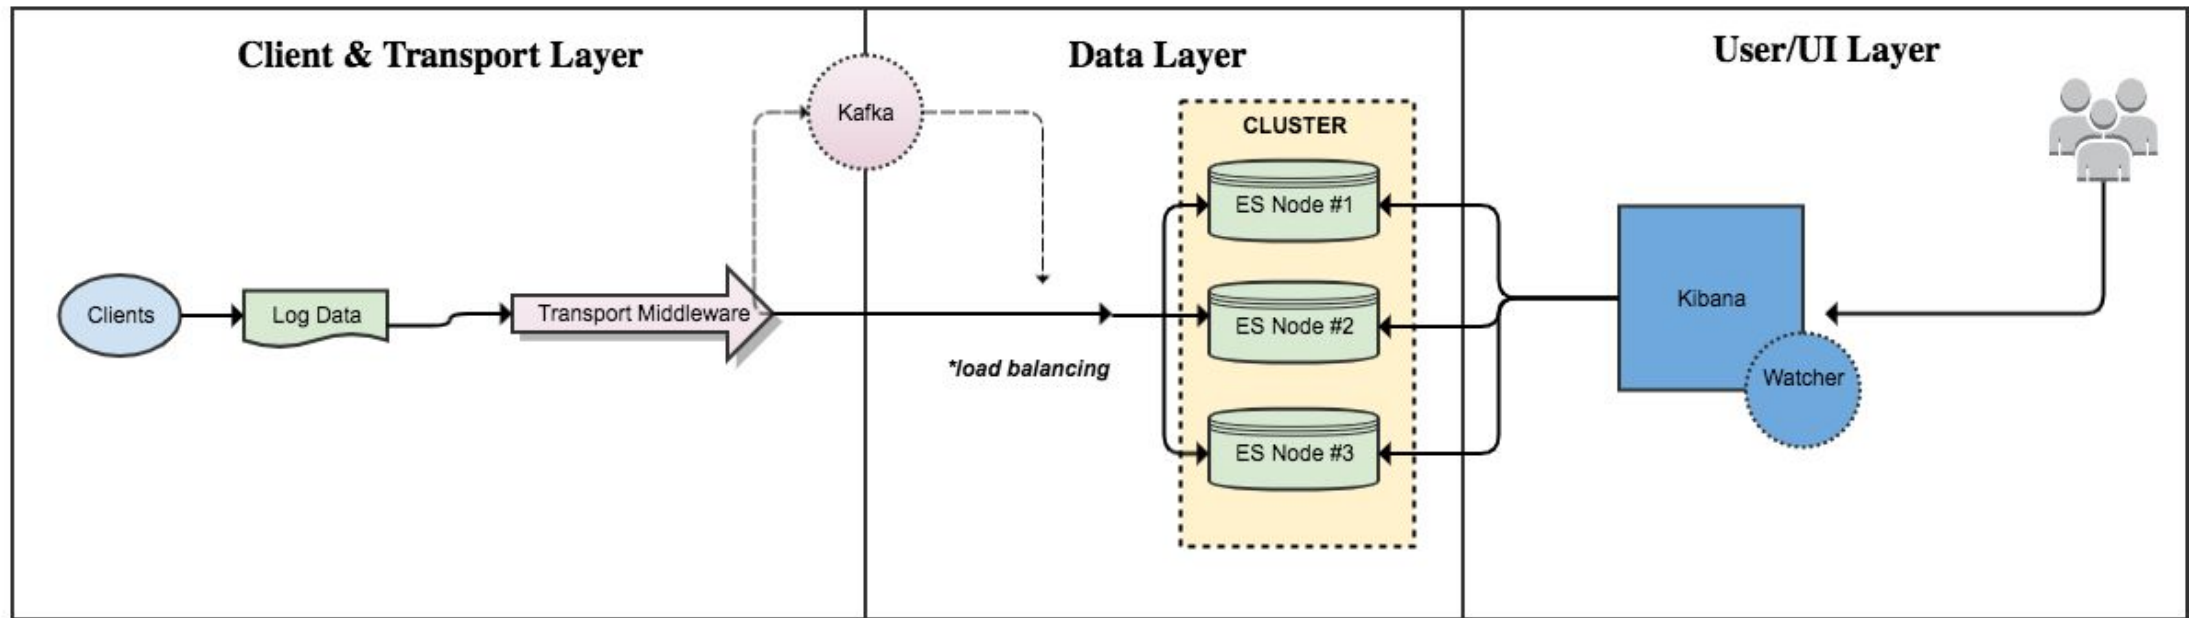 Client & Transport Layer
Data Layer
User/UI Layer
Kafka
CLUSTER
ES Node #1
Clients
Log Data
Transport Middleware
ES Node #2
*load balancing
ES Node #3
Kibana
Watcher